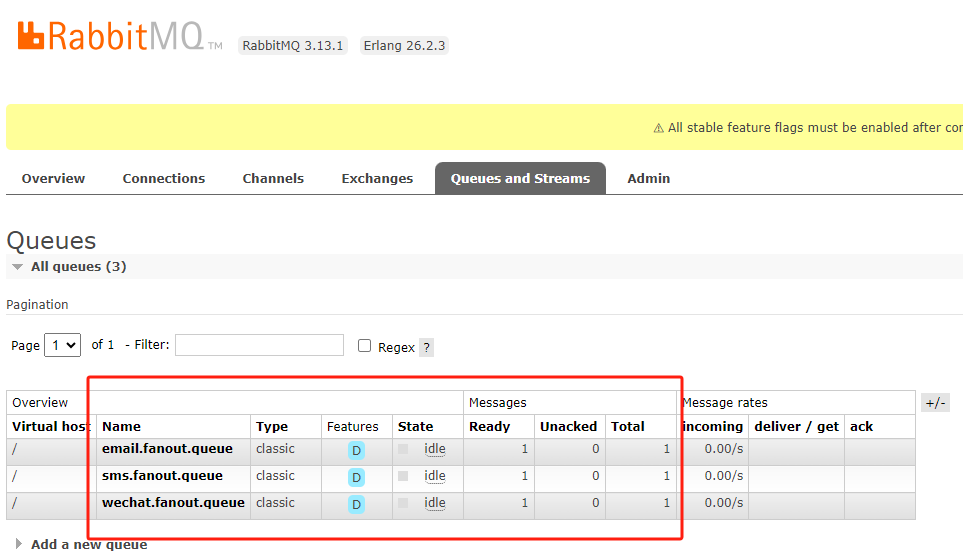 RabbitMQ TM RabbitMQ 3.13.1 Erlang 26.2.3
⚠ All stable feature flags must be enabled after con
Overview Connections Channels Exchanges Queues and Streams Admin
Queues
All queues (3)
Pagination
Page 1 of 1 - Filter: Regex ?
Overview Messages Message rates +/-
Virtual host Name Type Features State Ready Unacked Total incoming deliver / get ack
/ email.fanout.queue classic D idle 1 0 1 0.00/s
/ sms.fanout.queue classic D idle 1 0 1 0.00/s
/ wechat.fanout.queue classic D idle 1 0 1 0.00/s
Add a new queue